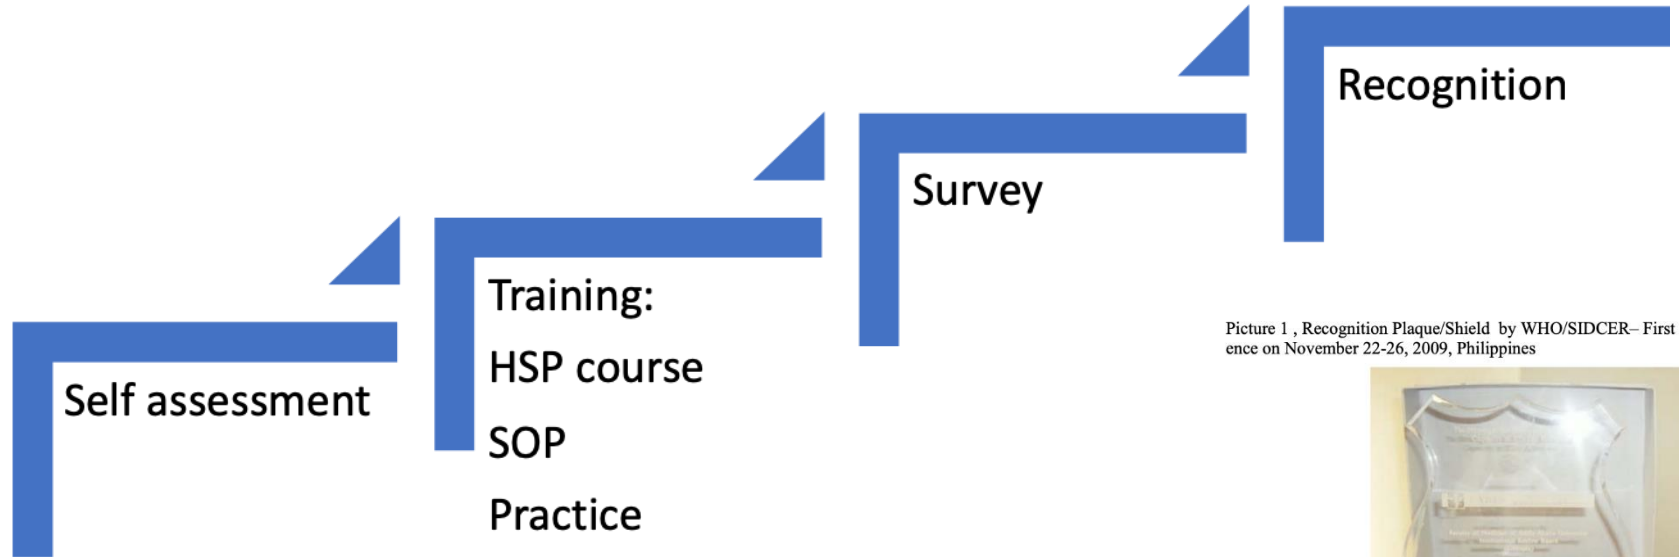 Recognition
Survey
Training:
HSP course
SOP
Practice
Self assessment
Picture 1 , Recognition Plaque/Shield by WHO/SIDCER– First
ence on November 22-26, 2009, Philippines